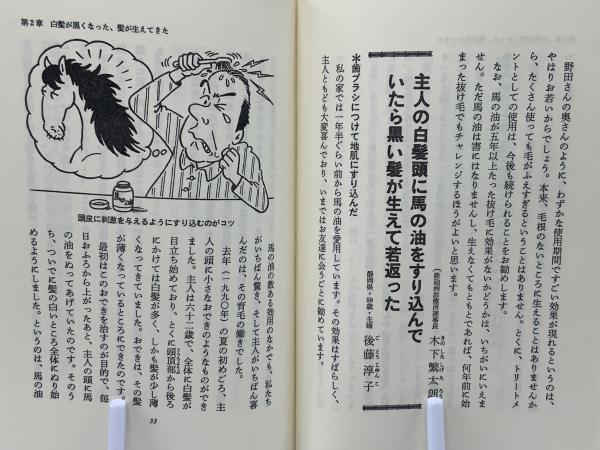 野田さんの奥さんのように、わずかな使用期間ですごい効果が現れるというのは、
やはりお若いからでしょう。本来、毛根のないところに生えることはありませんか
ら、たくさん使っても毛がふえすぎるということはありません。とくに、トリートメ
ントとしての使用は、今後も続けられることをお勧めします。
なお、馬の油が五年以上たった抜け毛に効果がないかどうかは、いちがいにいえま
せん。ただ馬の油は害にはなりませんし、生えなくてもともとであれば、何年前に始
まった抜け毛でもチャレンジするほうがよいと思います。
木下繁太朗
主人の白髪頭に馬の油をすり込んで
いたら黒い髪が生えて若返った
静岡県・59歳・主婦 後藤淳子
＊歯ブラシにつけて地肌にすり込んだ
私の家では一年半ぐらい前から馬の油を愛用しています。その効果はすばらしく、
主人ともども大変喜んでおり、いまではお友達に会うごとに勧めています。
第2章 白髪が黒くなった、髪が生えてきた
頭皮に刺激を与えるようにすり込むのがコツ
馬の油の数ある効用のなかでも、私たち
がいちばん驚き、そして主人がいちばん喜
んだのは、その育毛の働きでした。
去年（一九九〇年）の夏の初めごろ、主
人の頭に小さなおできのようなものができ
ました。主人は六十二歳で、全体に白髪が
目立ち始めており、とくに頭頂部から後ろ
にかけては白髪が多く、しかも髪が少し薄
くなってきていました。おできは、その髪
が薄くなっているところにできたのです。
最初はこのおできを治すのが目的で、毎
日おふろから上がったあと、主人の頭に馬
の油をぬってあげていたのです。そのう
ち、ついでに髪の白いところ全体にぬり始
めるようにしました。というのは、馬の油
53